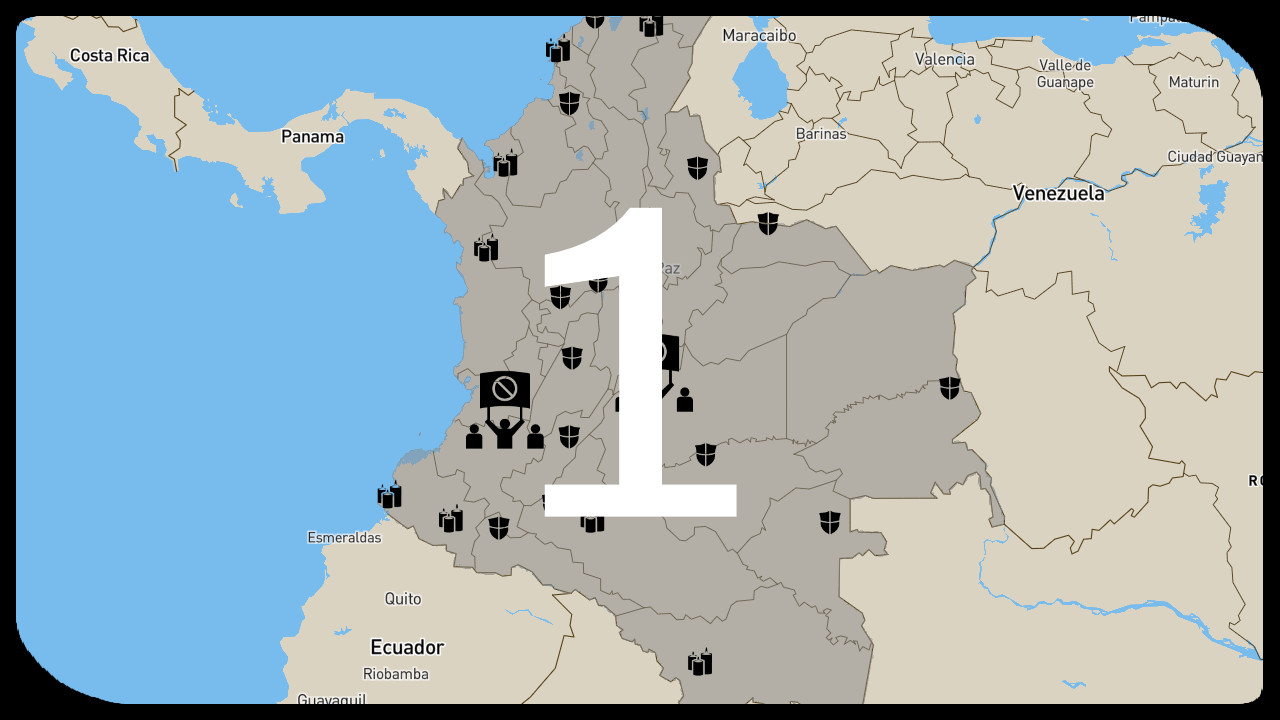 Pampat
Costa Rica
Maracaibo
Valencia
Valle de
Guanape
Maturin
Panama
Barinas
Ciudad Guayan
Venezuela
Paz
1
RO
Esmeraldas
Quito
Ecuador
Riobamba
Guayaquil